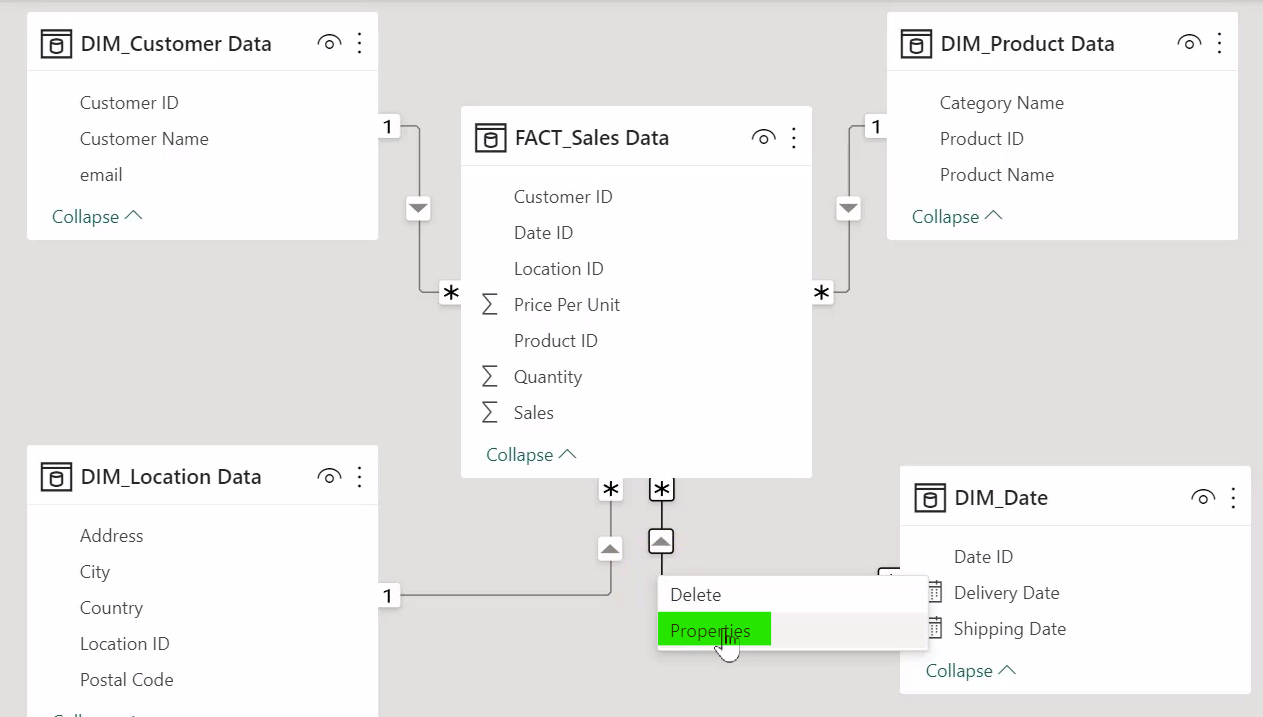 DIM_Customer Data
Customer ID
Customer Name
email
Collapse
1
*
FACT_Sales Data
Customer ID
Date ID
Location ID
Price Per Unit
Product ID
Quantity
Sales
Collapse
*
*
DIM_Product Data
Category Name
Product ID
Product Name
Collapse
1
*
DIM_Location Data
Address
City
Country
Location ID
Postal Code
1
Delete
Properties
DIM_Date
Date ID
Delivery Date
Shipping Date
Collapse